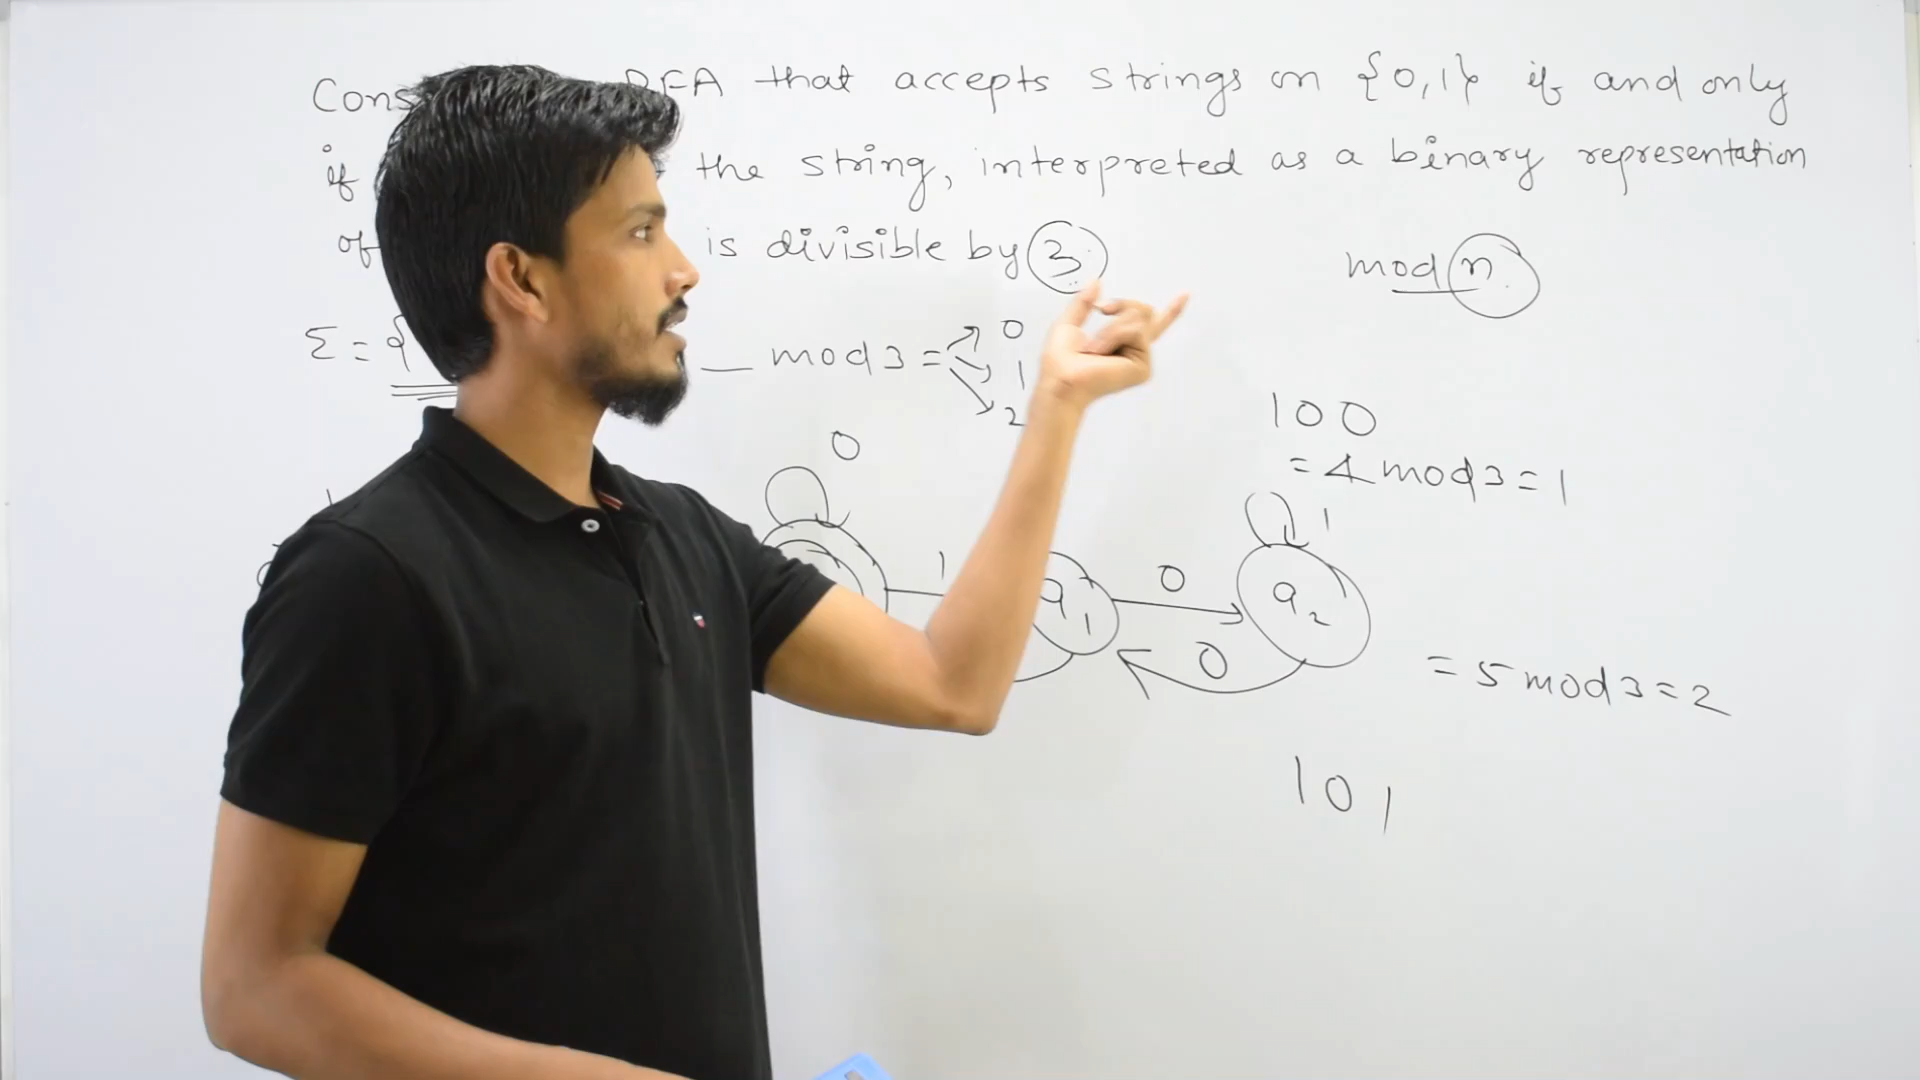 DFA that accepts strings on {0,1} if and only
if the string, interpreted as a binary representation
of is divisible by 3
mod n
Σ = { mod 3 = 0
1
2
100
= 4 mod 3 = 1
0
1
1
0
q1
q2
0
= 5 mod 3 = 2
101